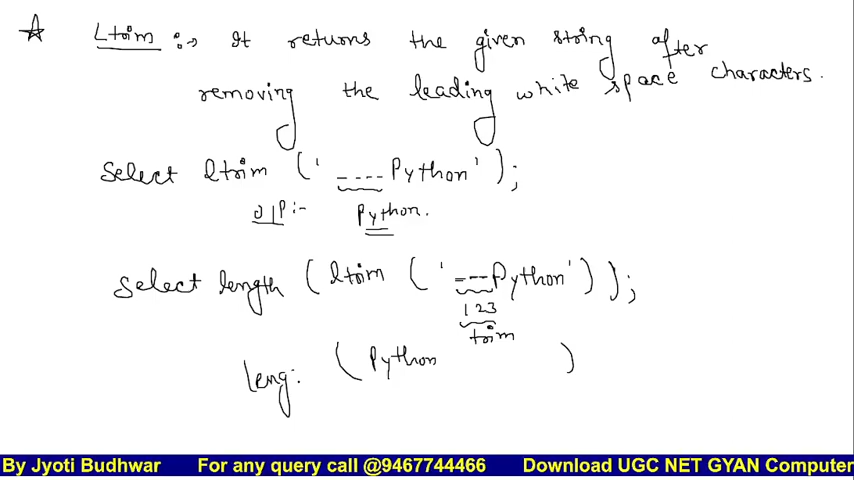 ☆ Ltrim :→ It returns the given string after
removing the leading white space characters.
Select ltrim ('----Python');
O/P:- Python.
Select length (ltrim ('---Python'));
123
trim
leng. (Python )
By Jyoti Budhwar For any query call @9467744466 Download UGC NET GYAN Computer